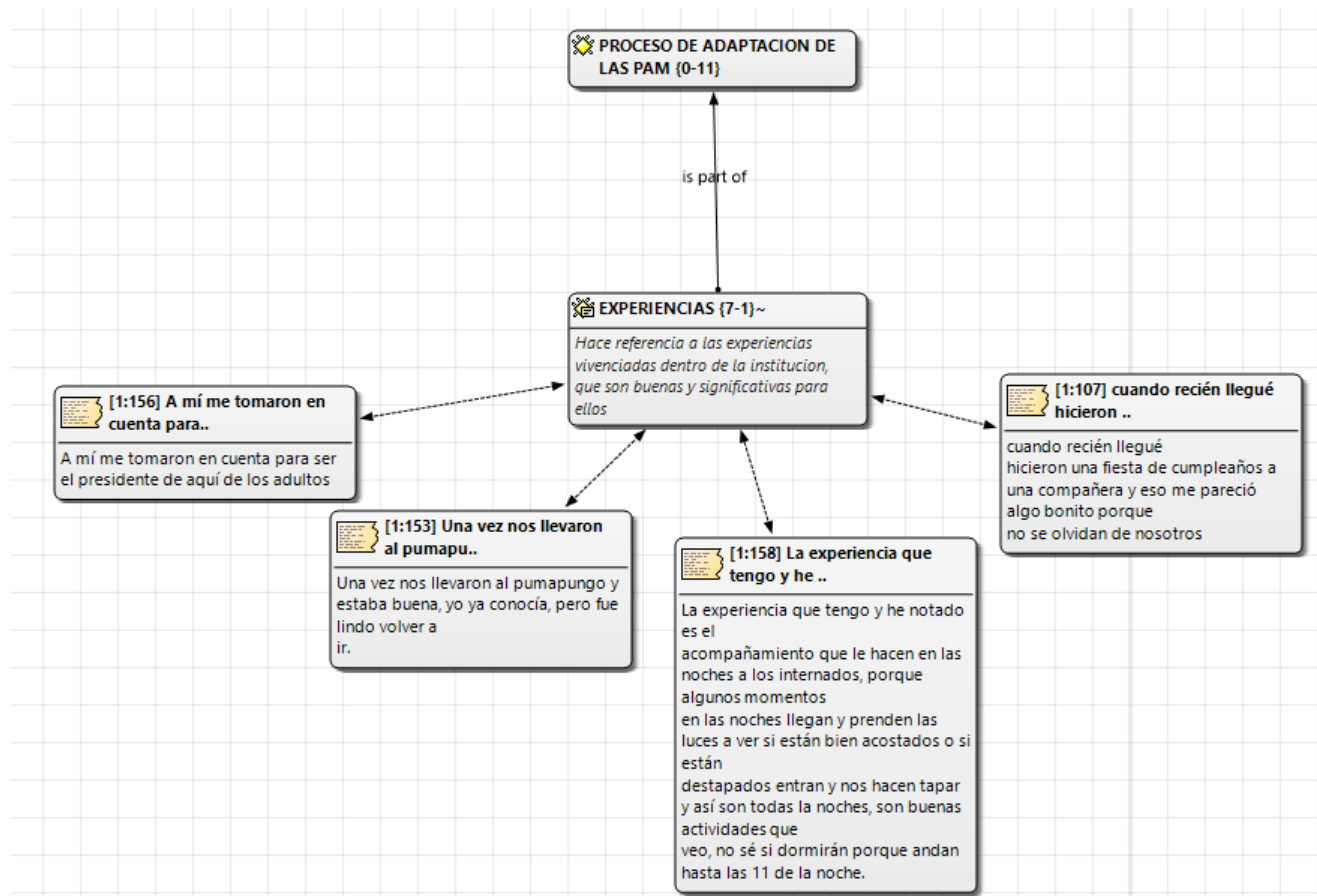 PROCESO DE ADAPTACION DE
LAS PAM {0-11}
is part of
EXPERIENCIAS {7-1}~
Hace referencia a las experiencias
vivenciadas dentro de la institucion,
que son buenas y significativas para
ellos
[1:156] A mí me tomaron en
cuenta para..
A mí me tomaron en cuenta para ser
el presidente de aquí de los adultos
[1:153] Una vez nos llevaron
al pumapu..
Una vez nos llevaron al pumapungo y
estaba buena, yo ya conocía, pero fue
lindo volver a
ir.
[1:158] La experiencia que
tengo y he ..
La experiencia que tengo y he notado
es el
acompañamiento que le hacen en las
noches a los internados, porque
algunos momentos
en las noches llegan y prenden las
luces a ver si están bien acostados o si
están
destapados entran y nos hacen tapar
y así son todas la noches, son buenas
actividades que
veo, no sé si dormirán porque andan
hasta las 11 de la noche.
[1:107] cuando recién llegué
hicieron ..
cuando recién llegué
hicieron una fiesta de cumpleaños a
una compañera y eso me pareció
algo bonito porque
no se olvidan de nosotros